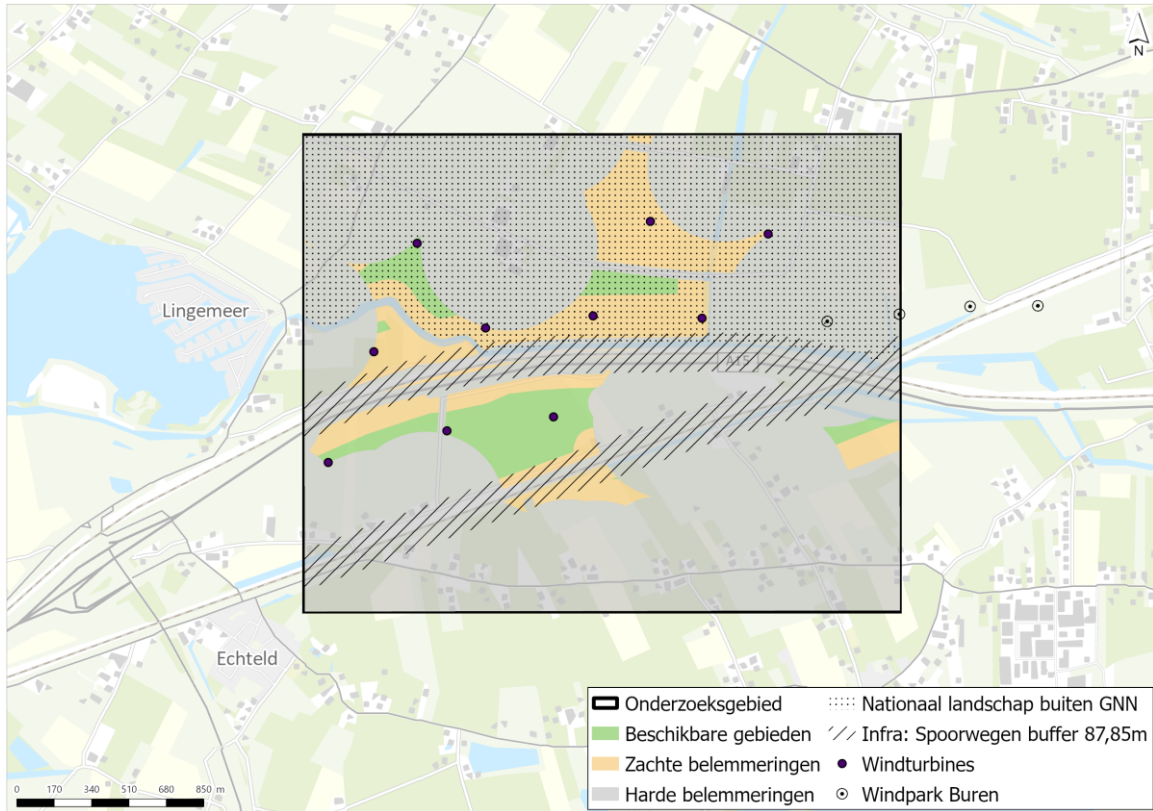 N
Lingemeer
A15
Echteld
Onderzoeksgebied
Beschikbare gebieden
Zachte belemmeringen
Harde belemmeringen
Nationaal landschap buiten GNN
Infra: Spoorwegen buffer 87,85m
Windturbines
Windpark Buren
0 170 340 510 680 850 m